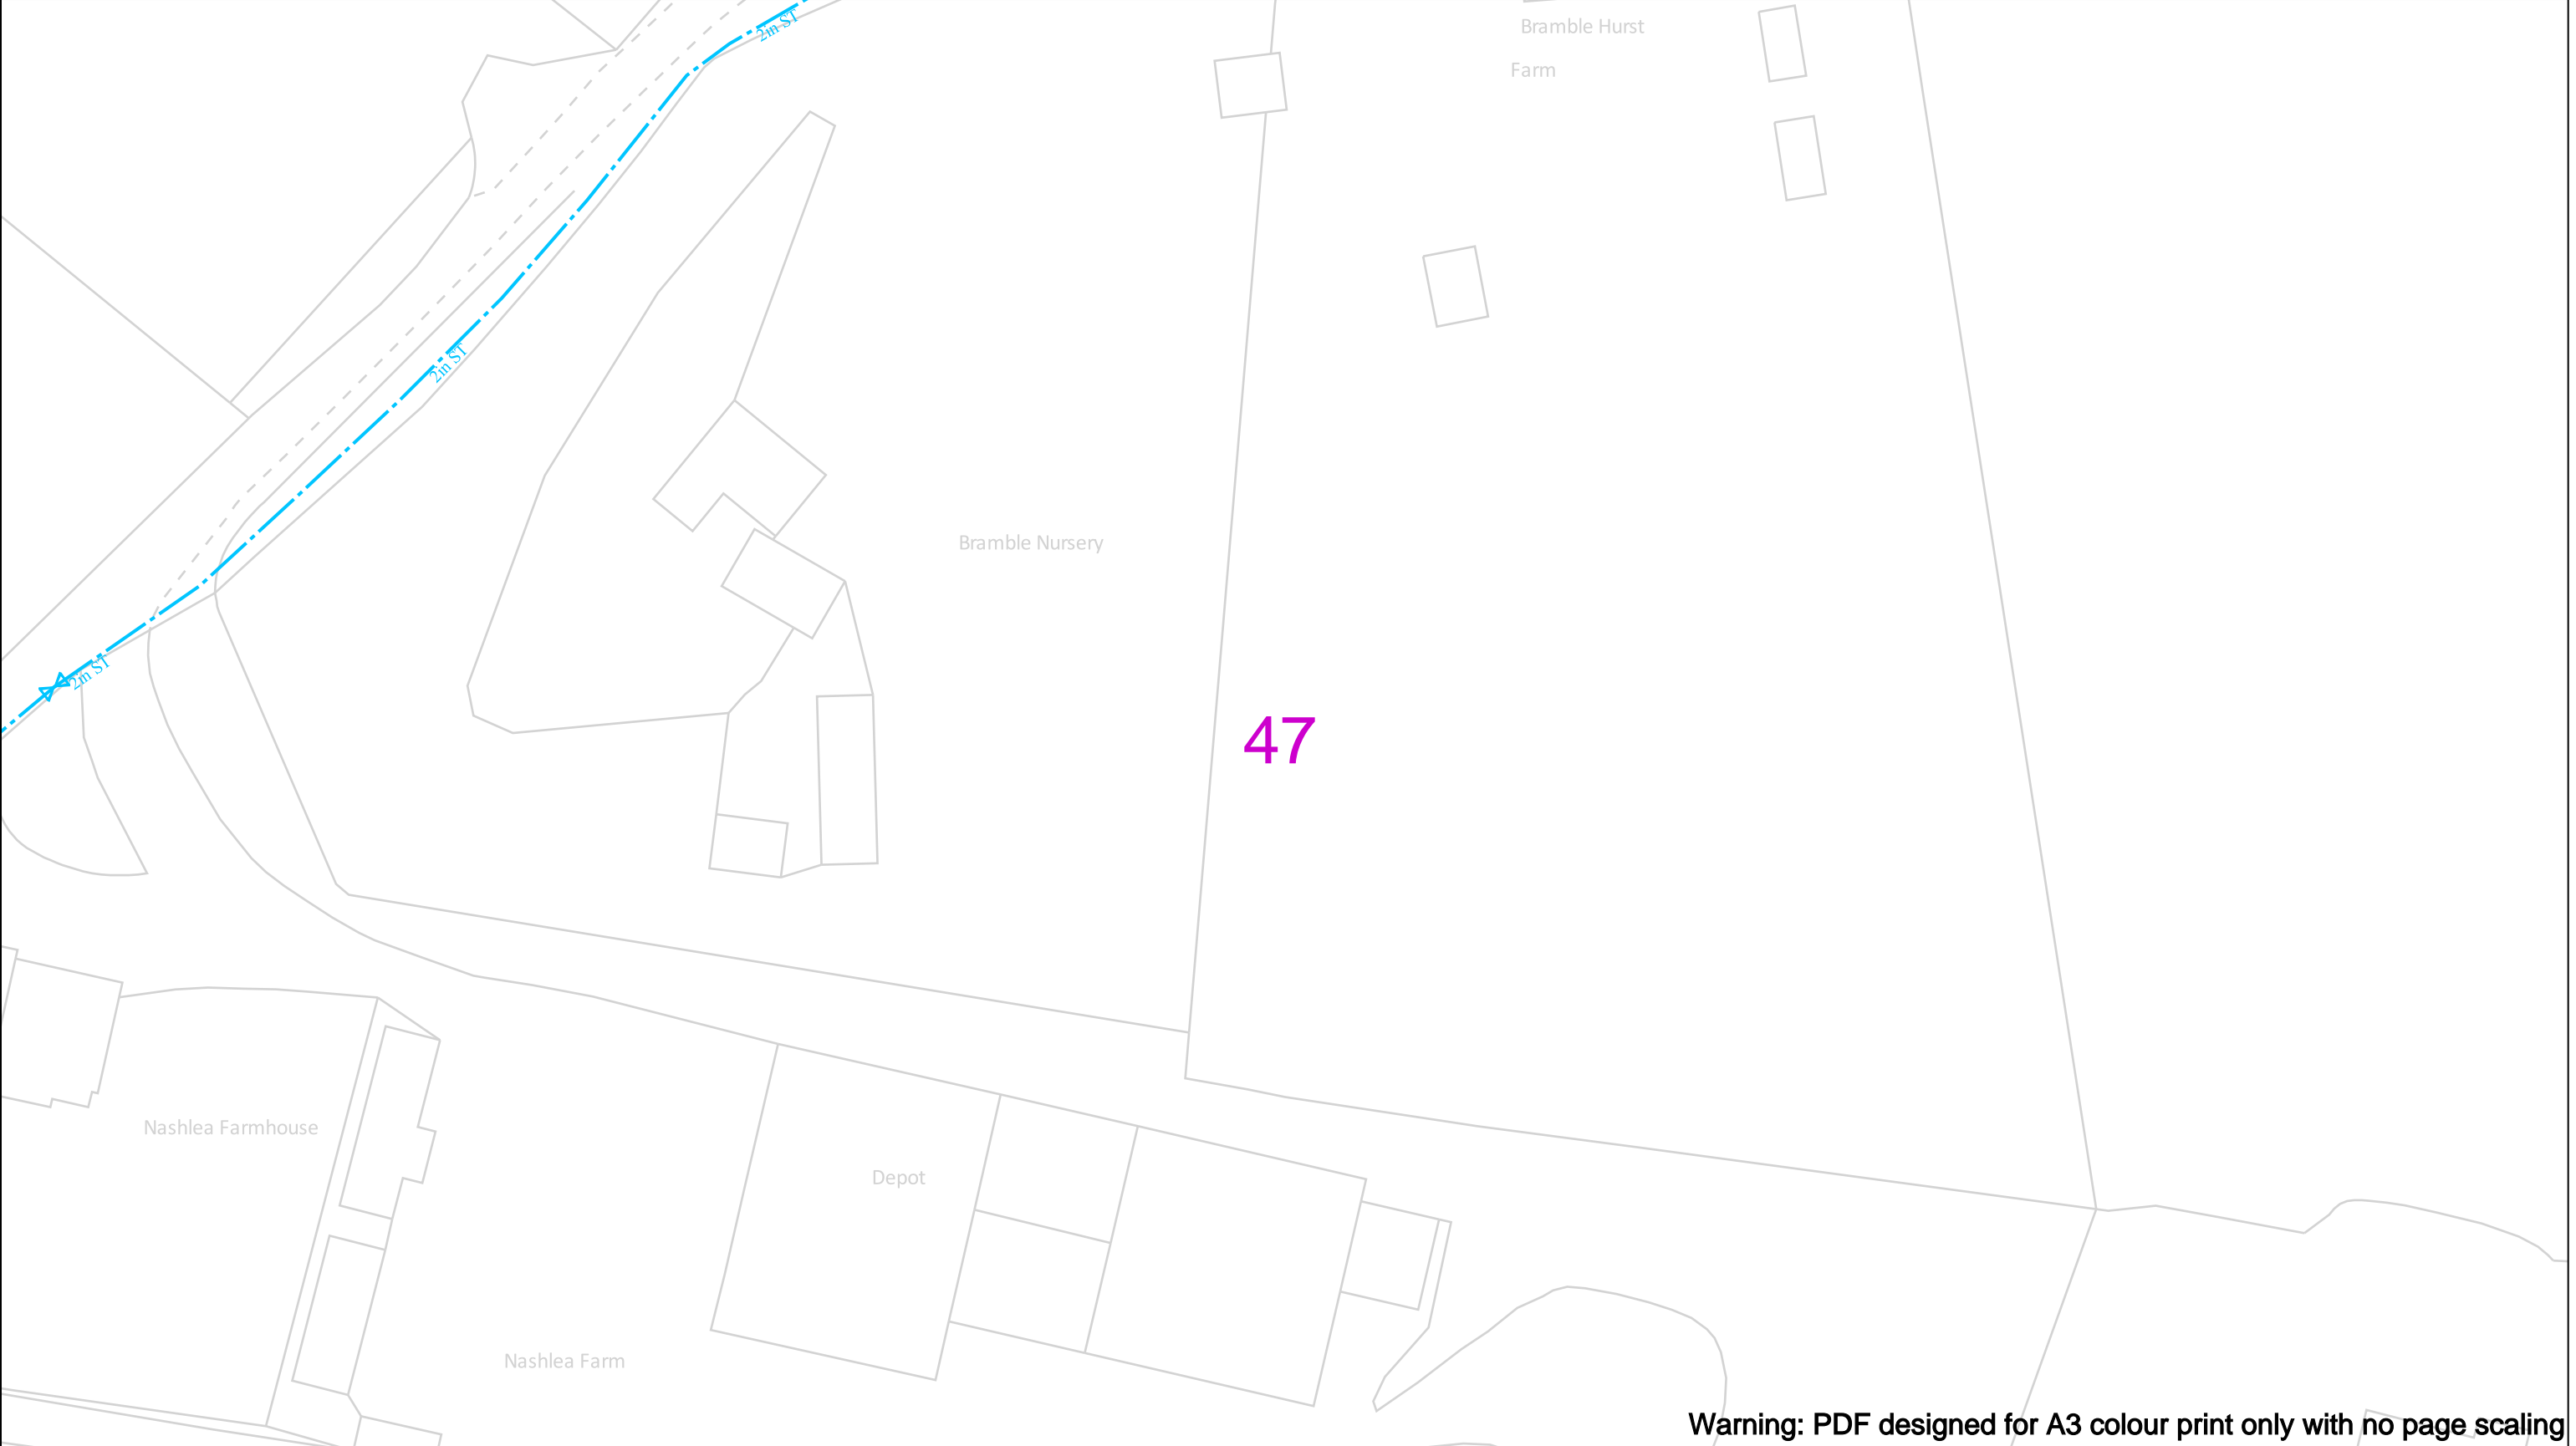 2in ST
Bramble Hurst
Farm
2in ST
Bramble Nursery
2in ST
47
Nashlea Farmhouse
Depot
Nashlea Farm
Warning: PDF designed for A3 colour print only with no page scaling